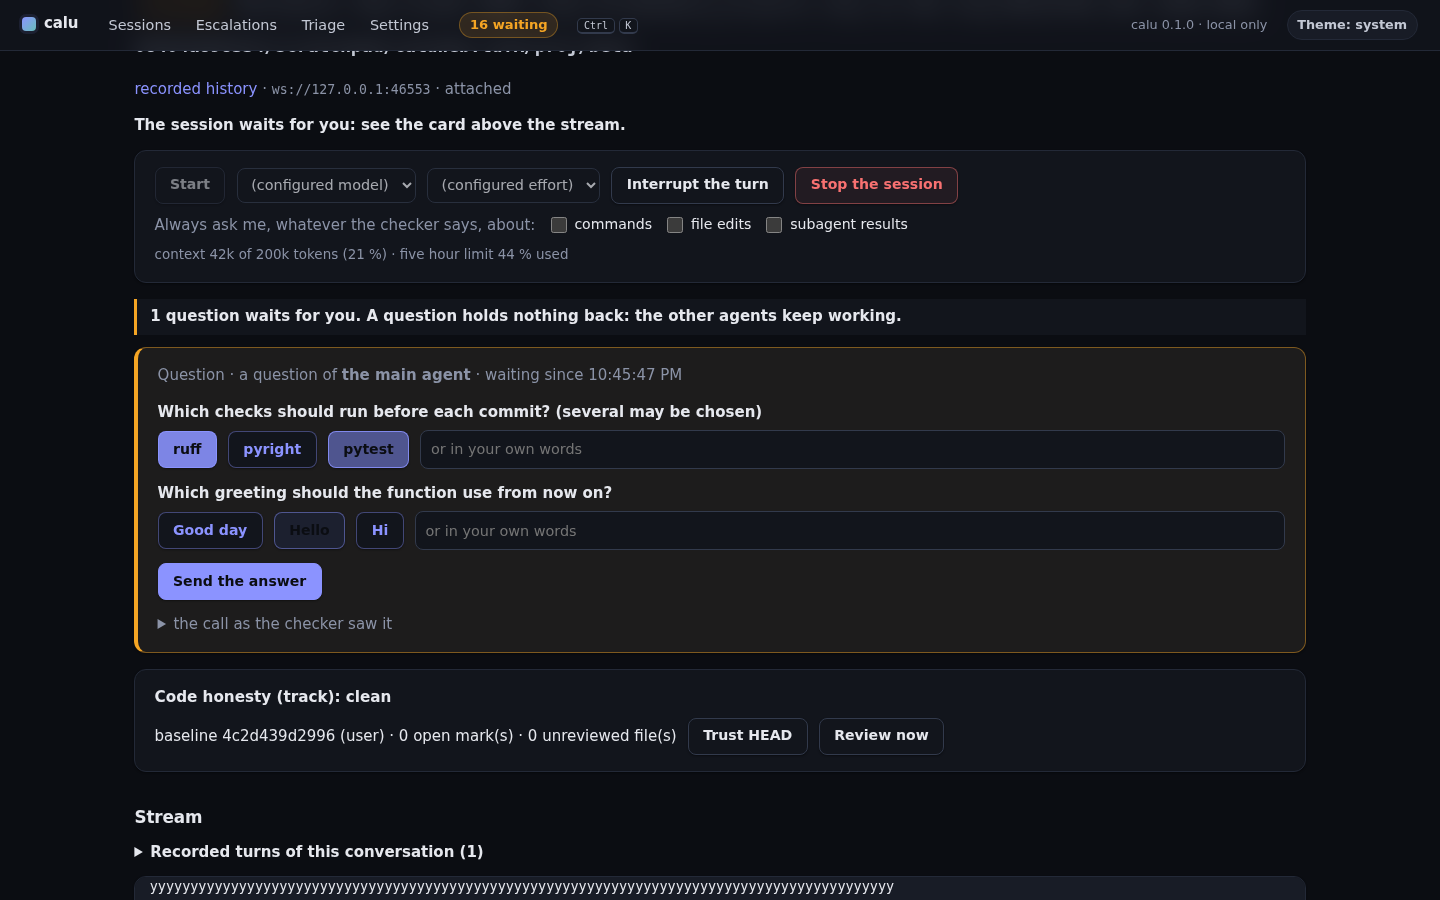 calu Sessions Escalations Triage Settings 16 waiting Ctrl K calu 0.1.0 · local only Theme: system
recorded history · ws://127.0.0.1:46553 · attached
The session waits for you: see the card above the stream.
Start (configured model) (configured effort) Interrupt the turn Stop the session
Always ask me, whatever the checker says, about: commands file edits subagent results
context 42k of 200k tokens (21 %) · five hour limit 44 % used
1 question waits for you. A question holds nothing back: the other agents keep working.
Question · a question of the main agent · waiting since 10:45:47 PM
Which checks should run before each commit? (several may be chosen)
ruff pyright pytest or in your own words
Which greeting should the function use from now on?
Good day Hello Hi or in your own words
Send the answer
the call as the checker saw it
Code honesty (track): clean
baseline 4c2d439d2996 (user) · 0 open mark(s) · 0 unreviewed file(s) Trust HEAD Review now
Stream
Recorded turns of this conversation (1)